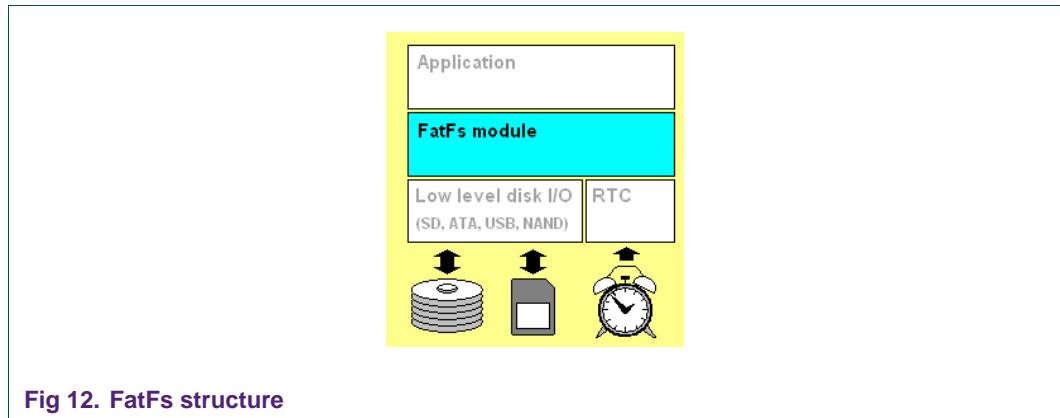 Application
FatFs module
Low level disk I/O
(SD, ATA, USB, NAND)
RTC
Fig 12. FatFs structure